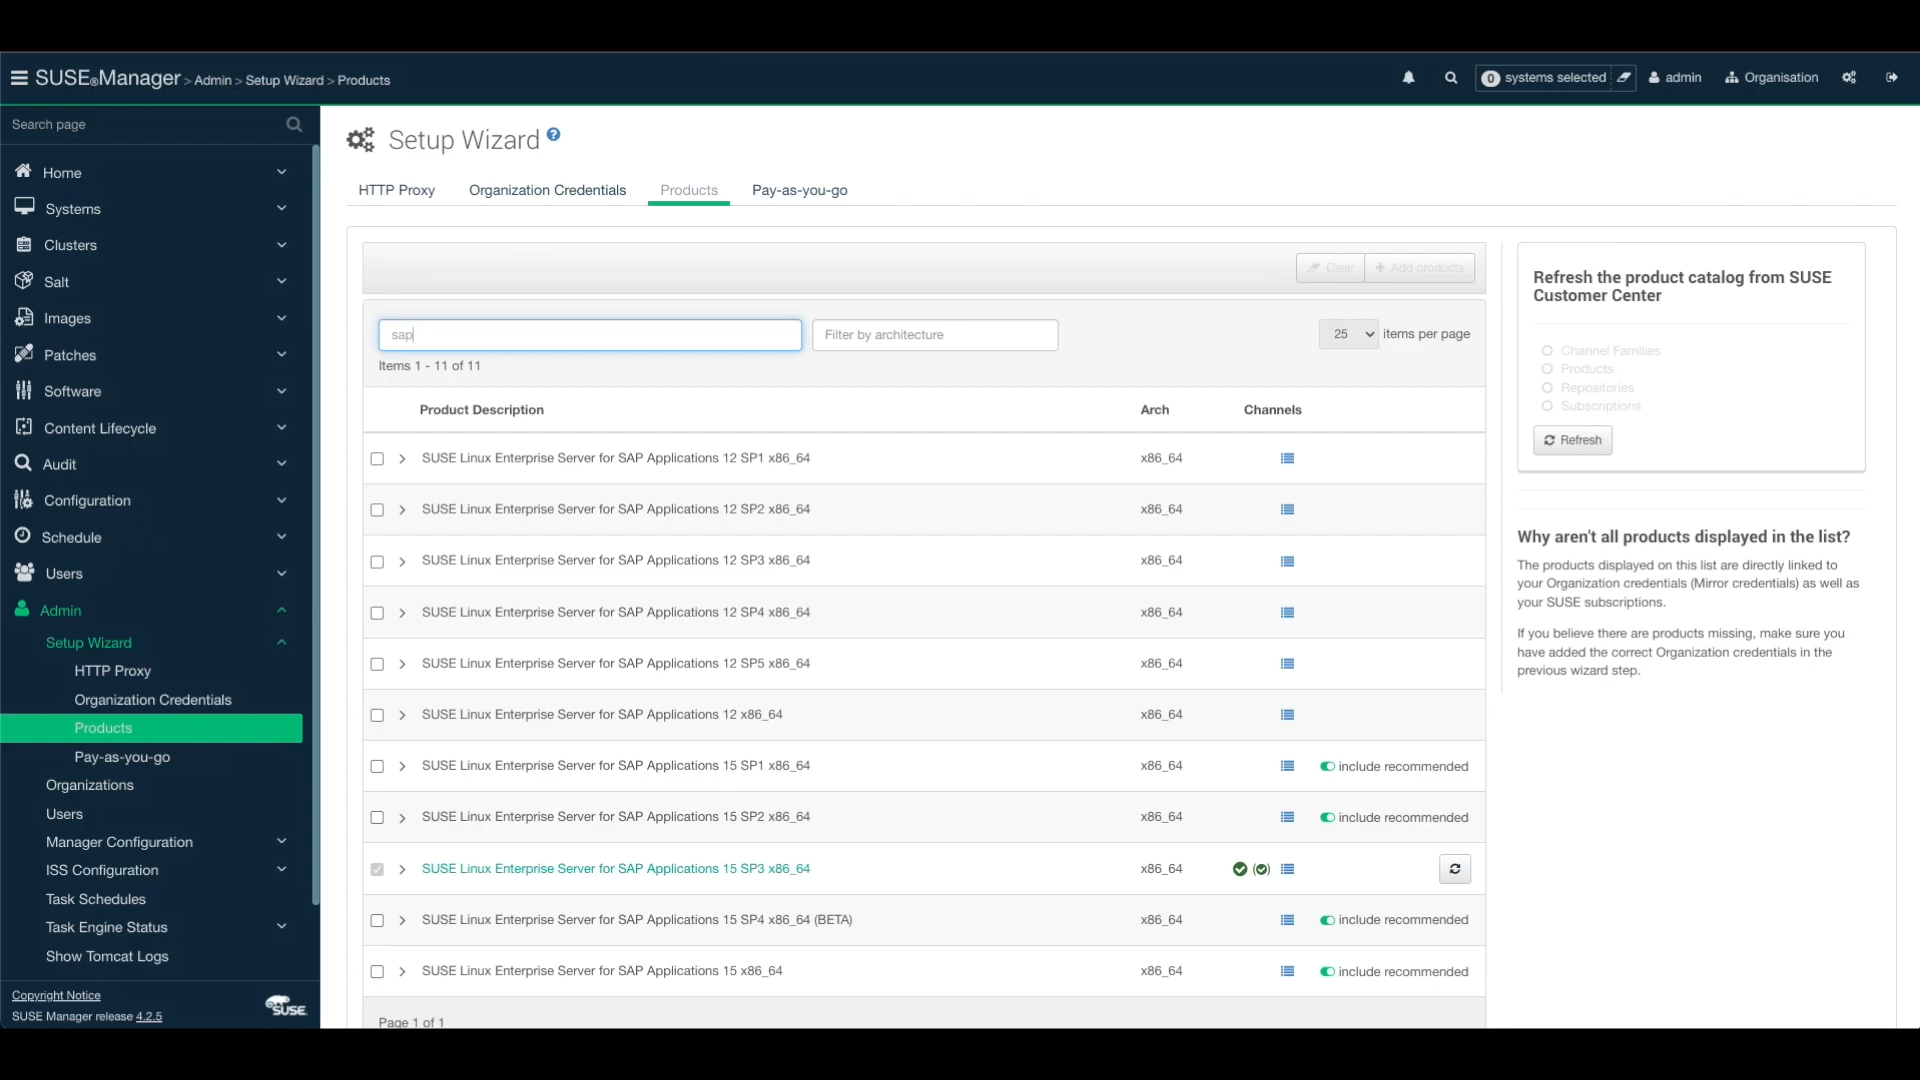 SUSE®Manager > Admin > Setup Wizard > Products
0 systems selected
admin
Organisation
Search page
Home
Systems
Clusters
Salt
Images
Patches
Software
Content Lifecycle
Audit
Configuration
Schedule
Users
Admin
Setup Wizard
HTTP Proxy
Organization Credentials
Products
Pay-as-you-go
Organizations
Users
Manager Configuration
ISS Configuration
Task Schedules
Task Engine Status
Show Tomcat Logs
Copyright Notice
SUSE Manager release 4.2.5
SUSE
Setup Wizard ?
HTTP Proxy Organization Credentials Products Pay-as-you-go
Clear + Add products
sap Filter by architecture 25 items per page
Items 1 - 11 of 11
Product Description Arch Channels
SUSE Linux Enterprise Server for SAP Applications 12 SP1 x86_64 x86_64
SUSE Linux Enterprise Server for SAP Applications 12 SP2 x86_64 x86_64
SUSE Linux Enterprise Server for SAP Applications 12 SP3 x86_64 x86_64
SUSE Linux Enterprise Server for SAP Applications 12 SP4 x86_64 x86_64
SUSE Linux Enterprise Server for SAP Applications 12 SP5 x86_64 x86_64
SUSE Linux Enterprise Server for SAP Applications 12 x86_64 x86_64
SUSE Linux Enterprise Server for SAP Applications 15 SP1 x86_64 x86_64 include recommended
SUSE Linux Enterprise Server for SAP Applications 15 SP2 x86_64 x86_64 include recommended
SUSE Linux Enterprise Server for SAP Applications 15 SP3 x86_64 x86_64
SUSE Linux Enterprise Server for SAP Applications 15 SP4 x86_64 (BETA) x86_64 include recommended
SUSE Linux Enterprise Server for SAP Applications 15 x86_64 x86_64 include recommended
Page 1 of 1
Refresh the product catalog from SUSE
Customer Center
Channel Families
Products
Repositories
Subscriptions
Refresh
Why aren't all products displayed in the list?
The products displayed on this list are directly linked to
your Organization credentials (Mirror credentials) as well as
your SUSE subscriptions.
If you believe there are products missing, make sure you
have added the correct Organization credentials in the
previous wizard step.